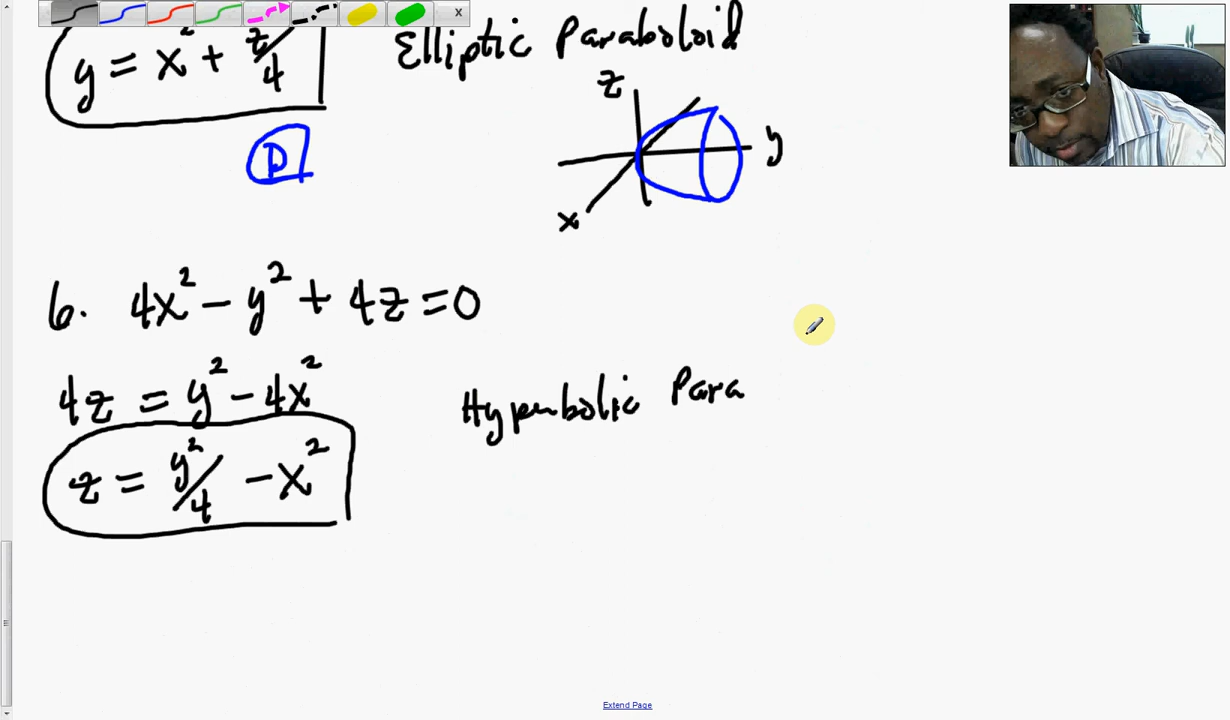 y = x² + z²/4
Elliptic Paraboloid
D
z
y
x
6. 4x² - y² + 4z = 0
4z = y² - 4x²
z = y²/4 - x²
Hyperbolic Para
x
Extend Page